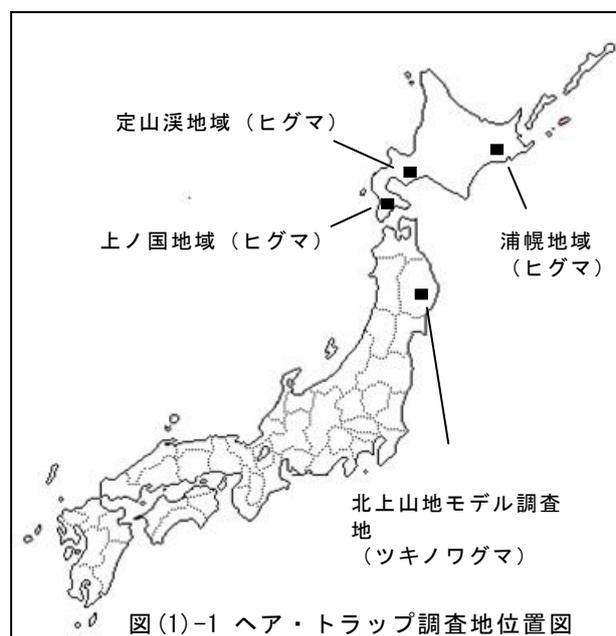 定山渓地域（ヒグマ）
上ノ国地域（ヒグマ）
浦幌地域
（ヒグマ）
北上山地モデル調査
地
（ツキノワグマ）
図(1)-1 ヘア・トラップ調査地位置図